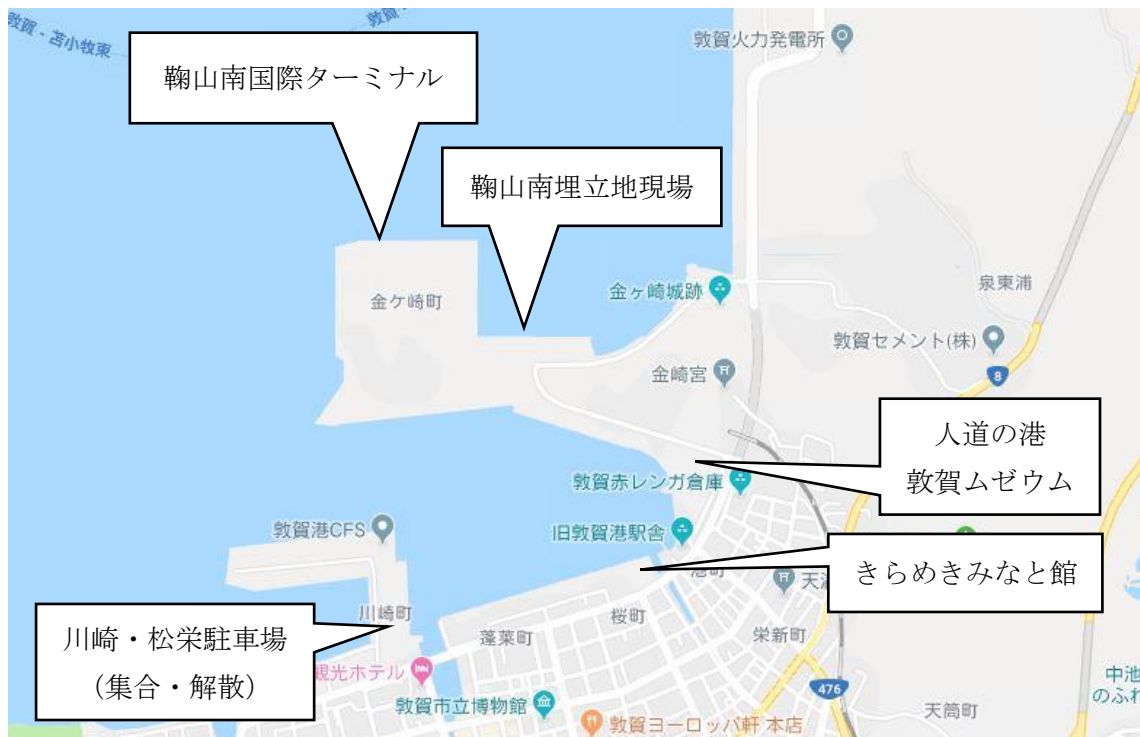 敦賀 - 苫小牧東
敦賀
敦賀火力発電所
鞠山南国際ターミナル
鞠山南埋立地現場
金ケ崎町
金ヶ崎城跡
泉東浦
敦賀セメント(株)
8
金崎宮
人道の港
敦賀ムゼウム
敦賀赤レンガ倉庫
敦賀港CFS
旧敦賀港駅舎
きらめきみなと館
港町
天満
川崎町
桜町
蓬莱町
栄新町
川崎・松栄駐車場
(集合・解散)
観光ホテル
476
中池
のふれ
敦賀市立博物館
天筒町
敦賀ヨーロッパ軒 本店